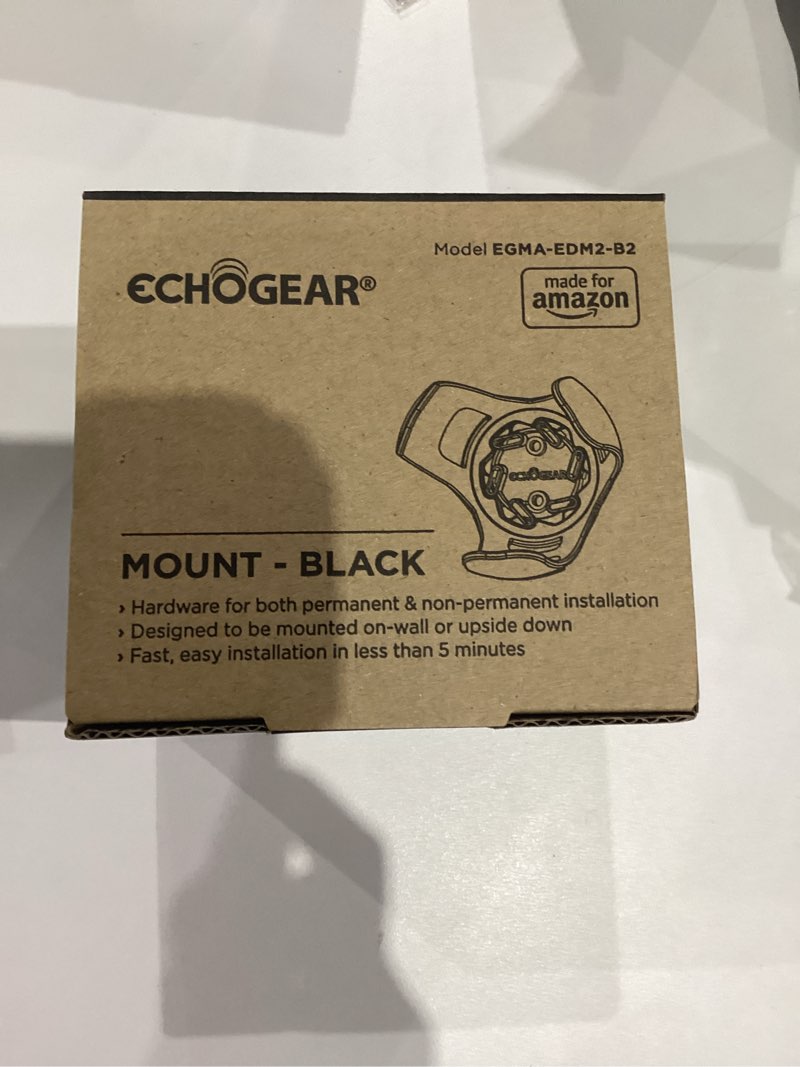 Model EGMA-EDM2-B2
ECHOGEAR®
made for
amazon
ECHOGEAR
MOUNT - BLACK
› Hardware for both permanent & non-permanent installation
› Designed to be mounted on-wall or upside down
› Fast, easy installation in less than 5 minutes